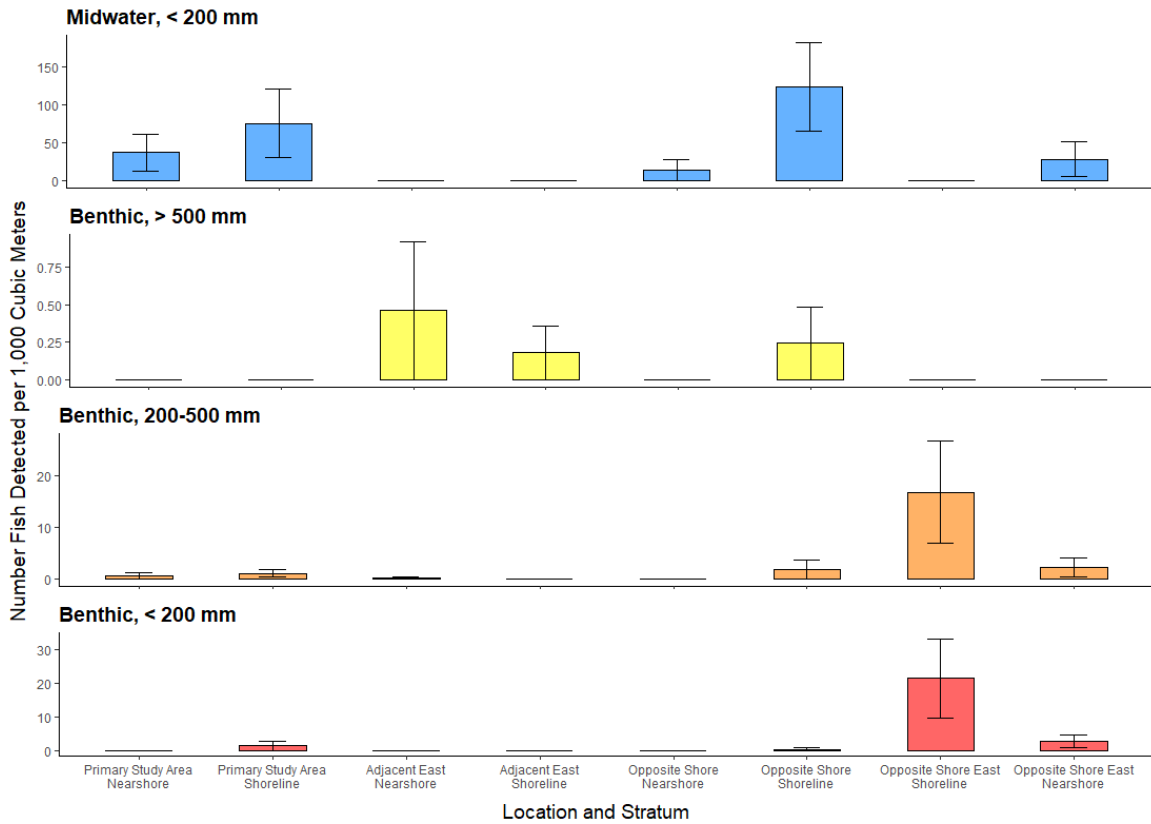 Midwater, < 200 mm
150
100
50
0
Benthic, > 500 mm
0.75
0.50
0.25
0.00
Benthic, 200-500 mm
20
10
0
Benthic, < 200 mm
30
20
10
0
Number Fish Detected per 1,000 Cubic Meters
Primary Study Area
Nearshore
Primary Study Area
Shoreline
Adjacent East
Nearshore
Adjacent East
Shoreline
Opposite Shore
Nearshore
Opposite Shore
Shoreline
Opposite Shore East
Shoreline
Opposite Shore East
Nearshore
Location and Stratum